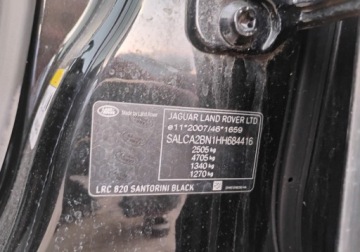 JAGUAR LAND ROVER LTD
e11*2007/46*1659
SALCA2BN1HH684416
2505 kg
4705 kg
1340 kg
1270 kg
LRC 820 SANTORINI BLACK